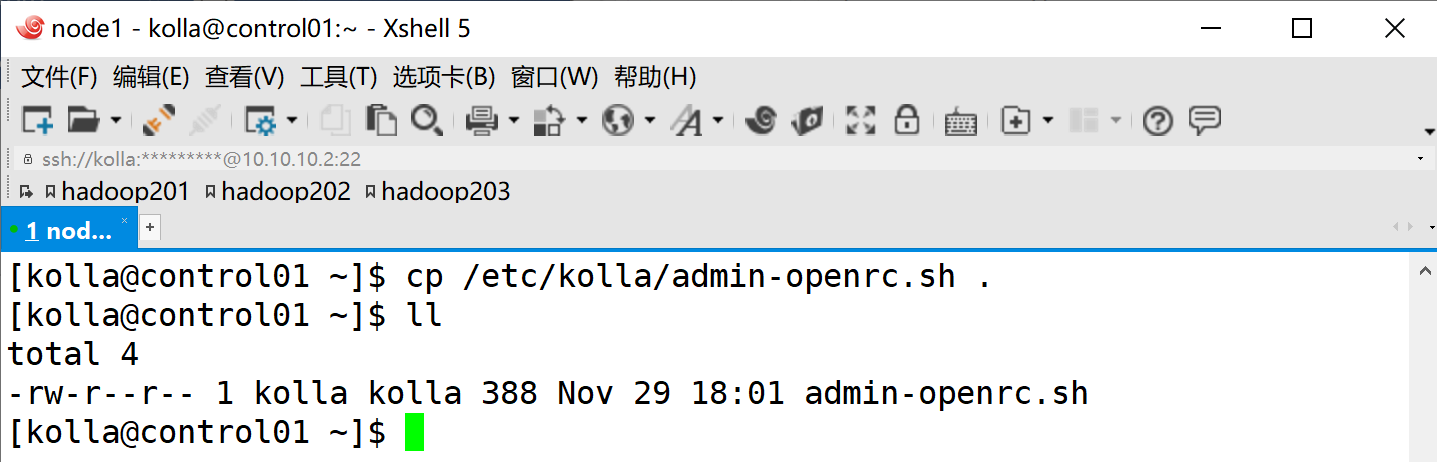 node1 - kolla@control01:~ - Xshell 5
文件(F) 编辑(E) 查看(V) 工具(T) 选项卡(B) 窗口(W) 帮助(H)
ssh://kolla:*********@10.10.10.2:22
hadoop201 hadoop202 hadoop203
1 nod...
[kolla@control01 ~]$ cp /etc/kolla/admin-openrc.sh .
[kolla@control01 ~]$ ll
total 4
-rw-r--r-- 1 kolla kolla 388 Nov 29 18:01 admin-openrc.sh
[kolla@control01 ~]$